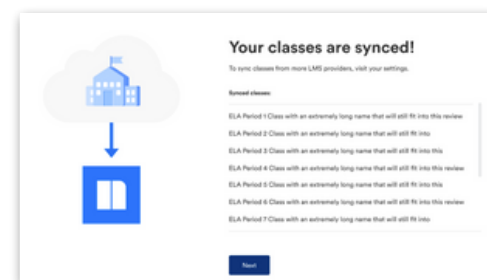 Your classes are synced!
To sync classes from more LMS providers, visit your settings.
Synced classes:
ELA Period 1 Class with an extremely long name that will still fit into this review
ELA Period 2 Class with an extremely long name that will still fit into
ELA Period 3 Class with an extremely long name that will still fit into this
ELA Period 4 Class with an extremely long name that will still fit into this review
ELA Period 5 Class with an extremely long name that will still fit into this
ELA Period 6 Class with an extremely long name that will still fit into this review
ELA Period 7 Class with an extremely long name that will still fit into
Next